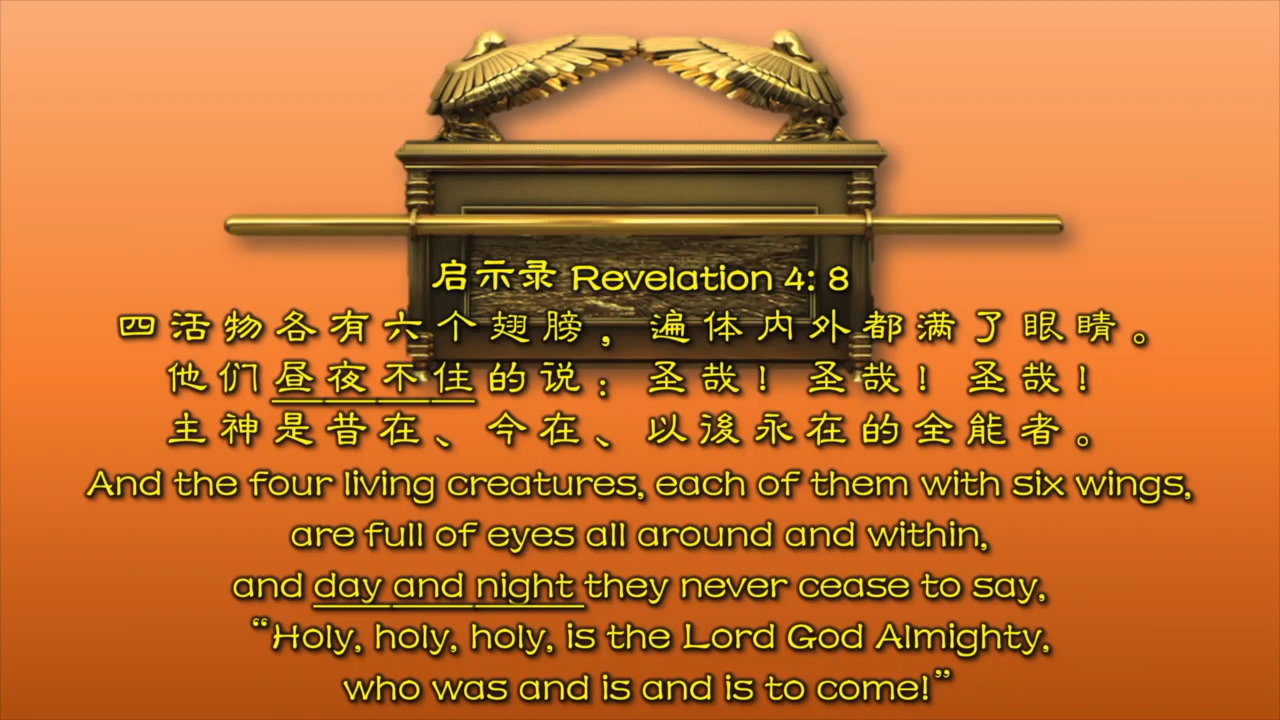 启示录 Revelation 4: 8
四活物各有六个翅膀，遍体内外都满了眼睛。
他们昼夜不住的说：圣哉！圣哉！圣哉！
主神是昔在、今在、以後永在的全能者。
And the four living creatures, each of them with six wings,
are full of eyes all around and within,
and day and night they never cease to say,
“Holy, holy, holy, is the Lord God Almighty,
who was and is and is to come!”